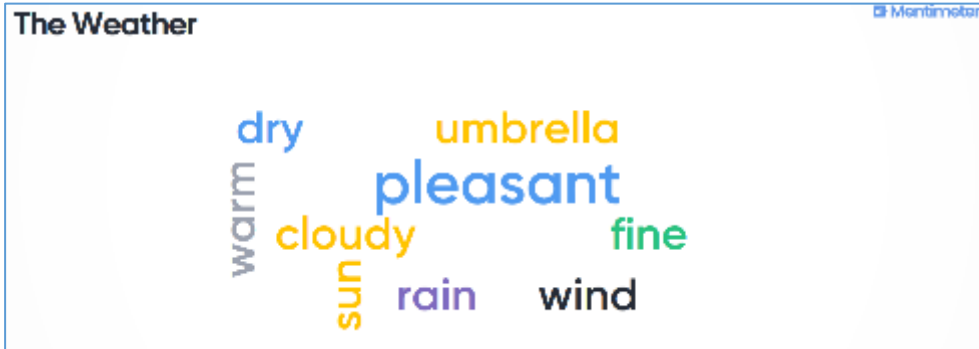 The Weather
Mentimeter
dry
umbrella
warm
pleasant
cloudy
fine
sun
rain
wind